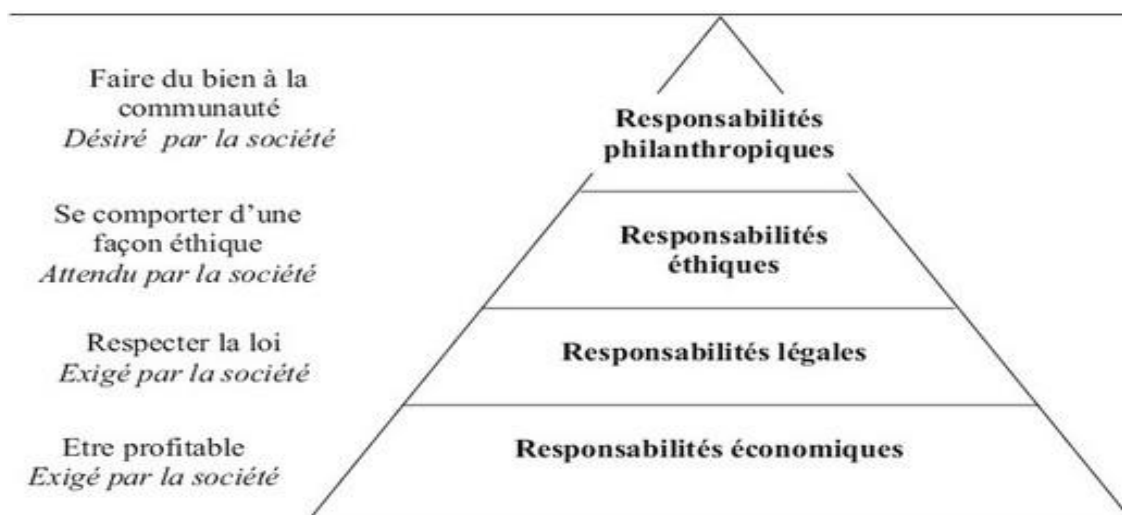 Faire du bien à la
communauté
Désiré par la société
Responsabilités
philanthropiques
Se comporter d'une
façon éthique
Attendu par la société
Responsabilités
éthiques
Respecter la loi
Exigé par la société
Responsabilités légales
Etre profitable
Exigé par la société
Responsabilités économiques